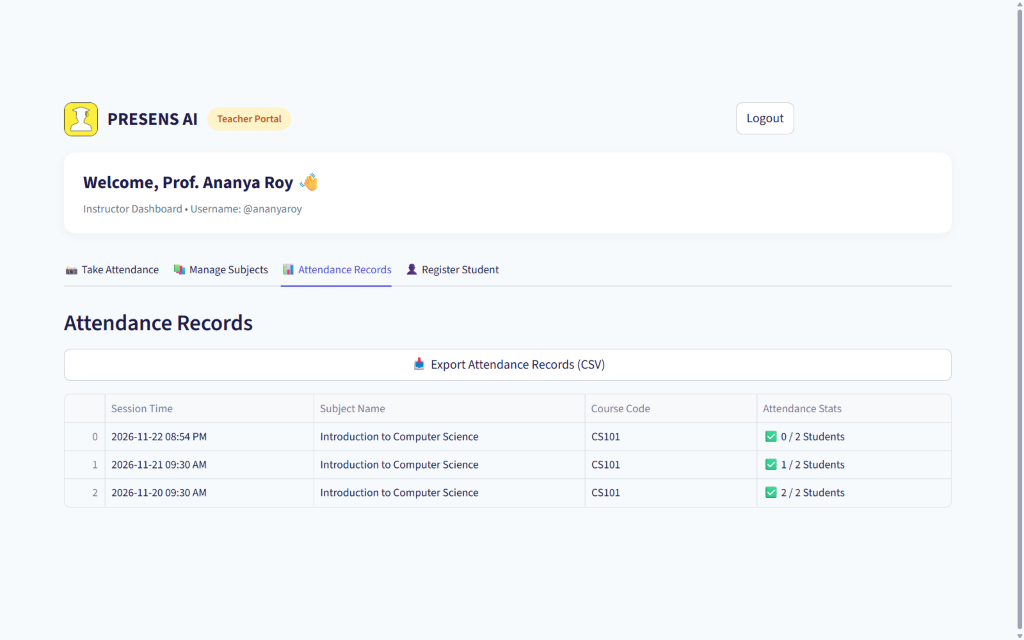 PRESENS AI Teacher Portal Logout
Welcome, Prof. Ananya Roy 👋
Instructor Dashboard • Username: @ananyaroy
Take Attendance Manage Subjects Attendance Records Register Student
Attendance Records
Export Attendance Records (CSV)
Session Time Subject Name Course Code Attendance Stats
0 2026-11-22 08:54 PM Introduction to Computer Science CS101 ✅ 0 / 2 Students
1 2026-11-21 09:30 AM Introduction to Computer Science CS101 ✅ 1 / 2 Students
2 2026-11-20 09:30 AM Introduction to Computer Science CS101 ✅ 2 / 2 Students